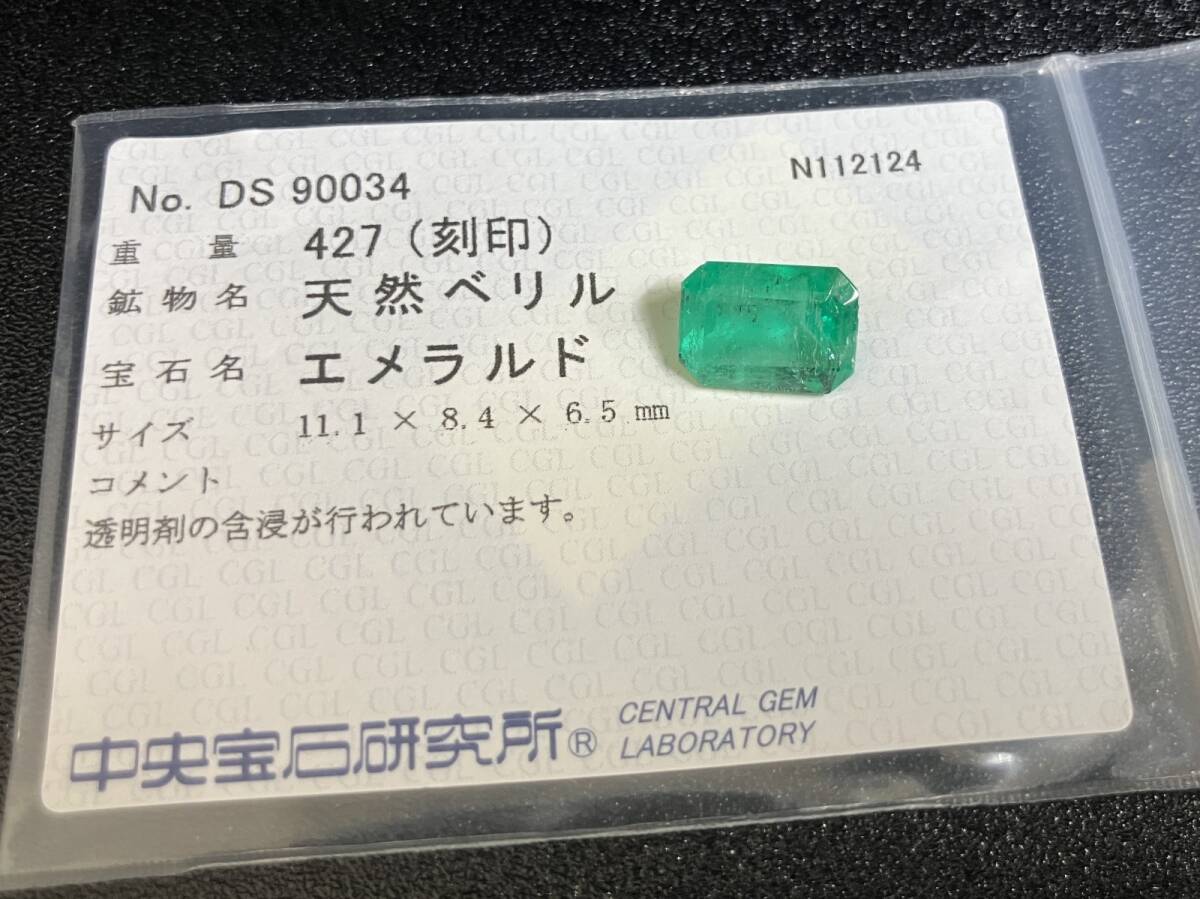 No. DS 90034 N112124
重量 427（刻印）
鉱物名 天然ベリル
宝石名 エメラルド
サイズ 11.1 × 8.4 × 6.5 mm
コメント
透明剤の含浸が行われています。
中央宝石研究所® CENTRAL GEM
LABORATORY